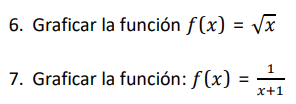 6. Graficar la función f(x) = √x
7. Graficar la función: f(x) = 1/(x+1)